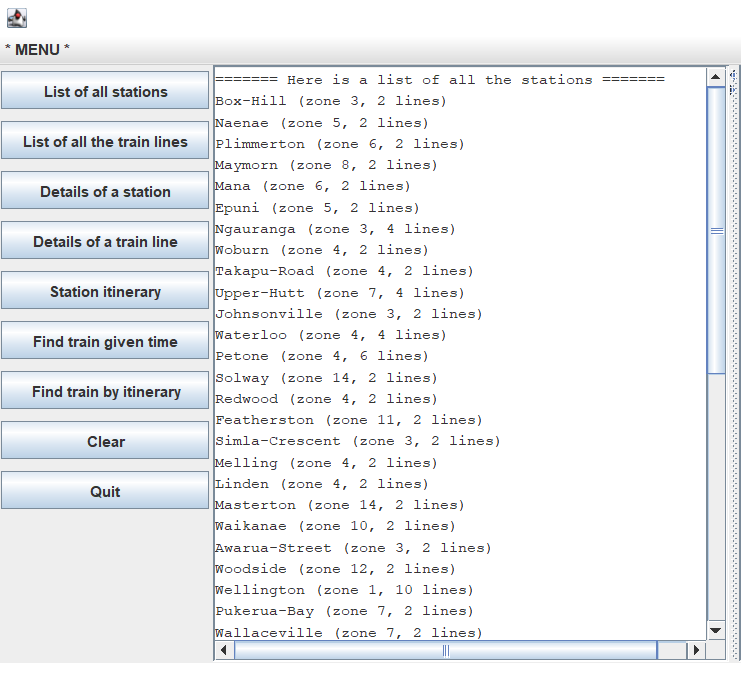 * MENU *
List of all stations
List of all the train lines
Details of a station
Details of a train line
Station itinerary
Find train given time
Find train by itinerary
Clear
Quit
======= Here is a list of all the stations =======
Box-Hill (zone 3, 2 lines)
Naenae (zone 5, 2 lines)
Plimmerton (zone 6, 2 lines)
Maymorn (zone 8, 2 lines)
Mana (zone 6, 2 lines)
Epuni (zone 5, 2 lines)
Ngauranga (zone 3, 4 lines)
Woburn (zone 4, 2 lines)
Takapu-Road (zone 4, 2 lines)
Upper-Hutt (zone 7, 4 lines)
Johnsonville (zone 3, 2 lines)
Waterloo (zone 4, 4 lines)
Petone (zone 4, 6 lines)
Solway (zone 14, 2 lines)
Redwood (zone 4, 2 lines)
Featherston (zone 11, 2 lines)
Simla-Crescent (zone 3, 2 lines)
Melling (zone 4, 2 lines)
Linden (zone 4, 2 lines)
Masterton (zone 14, 2 lines)
Waikanae (zone 10, 2 lines)
Awarua-Street (zone 3, 2 lines)
Woodside (zone 12, 2 lines)
Wellington (zone 1, 10 lines)
Pukerua-Bay (zone 7, 2 lines)
Wallaceville (zone 7, 2 lines)